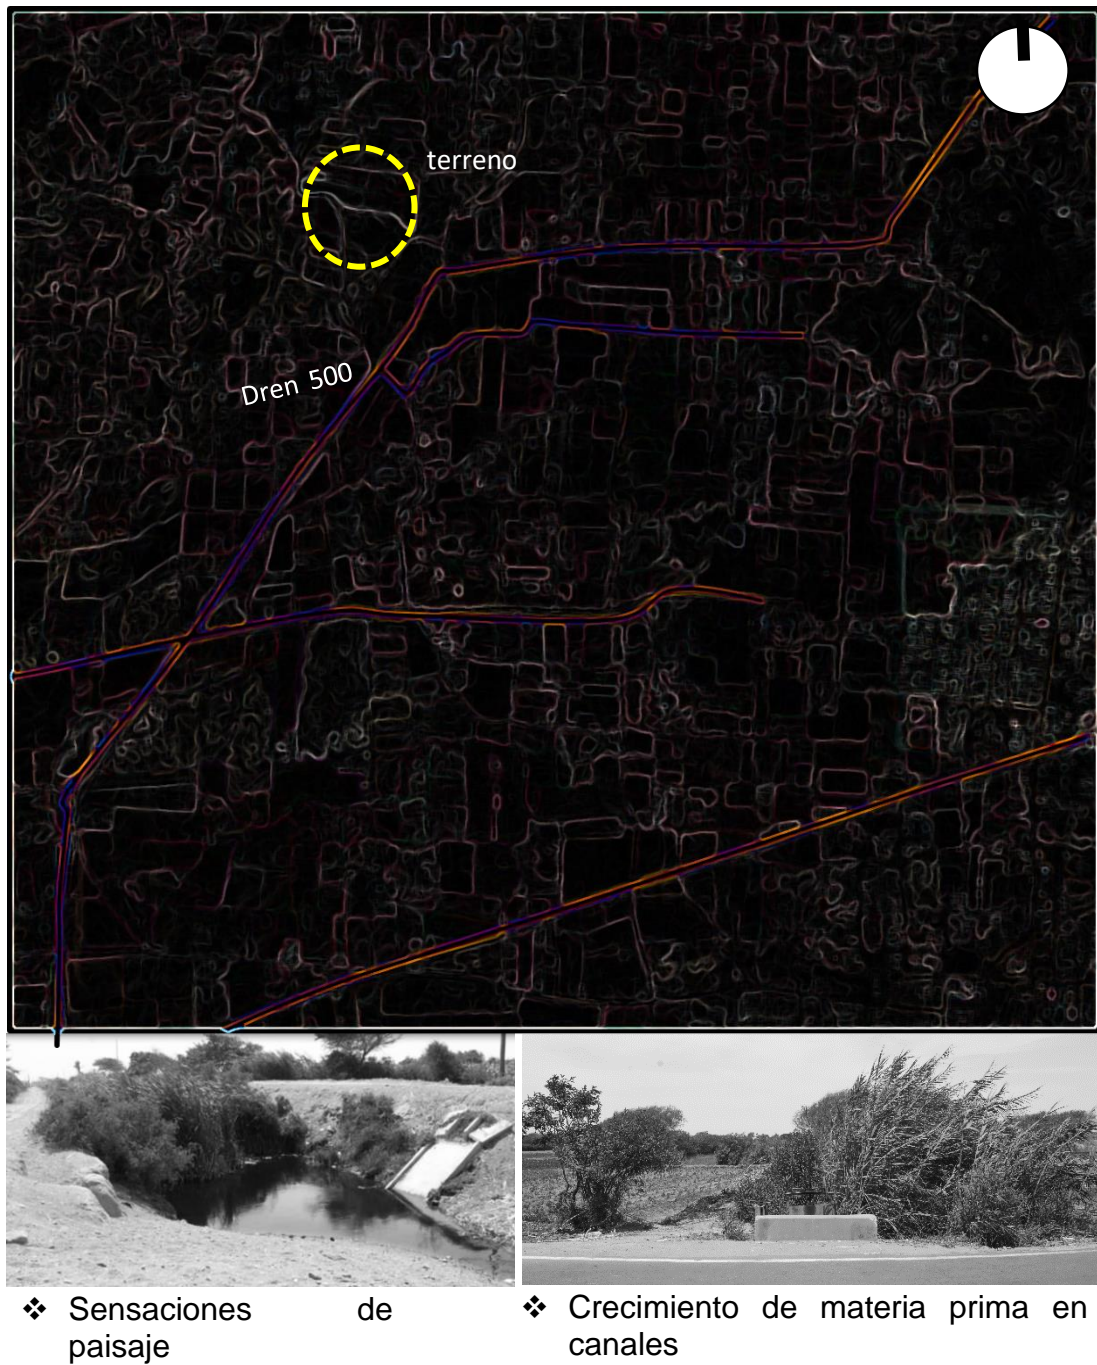 terreno
Dren 500
❖ Sensaciones de
paisaje
❖ Crecimiento de materia prima en
canales